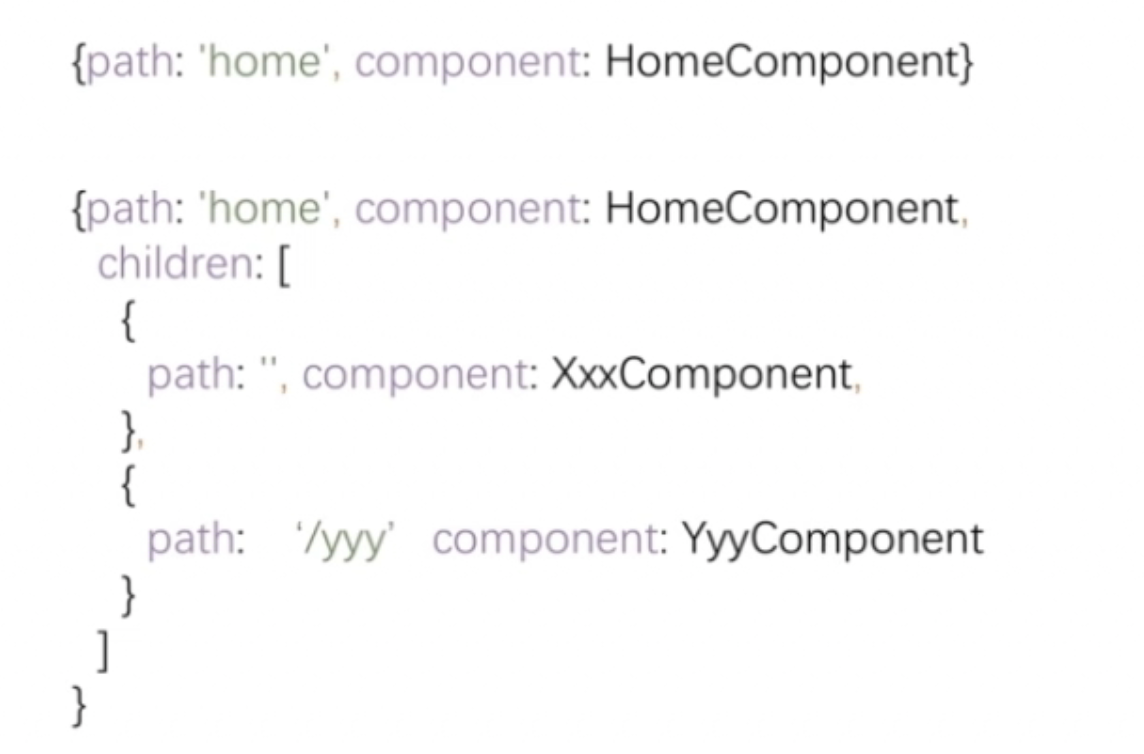 {path: 'home', component: HomeComponent}
{path: 'home', component: HomeComponent,
children: [
{
path: '', component: XxxComponent,
},
{
path: ‘/yyy’ component: YyyComponent
}
]
}